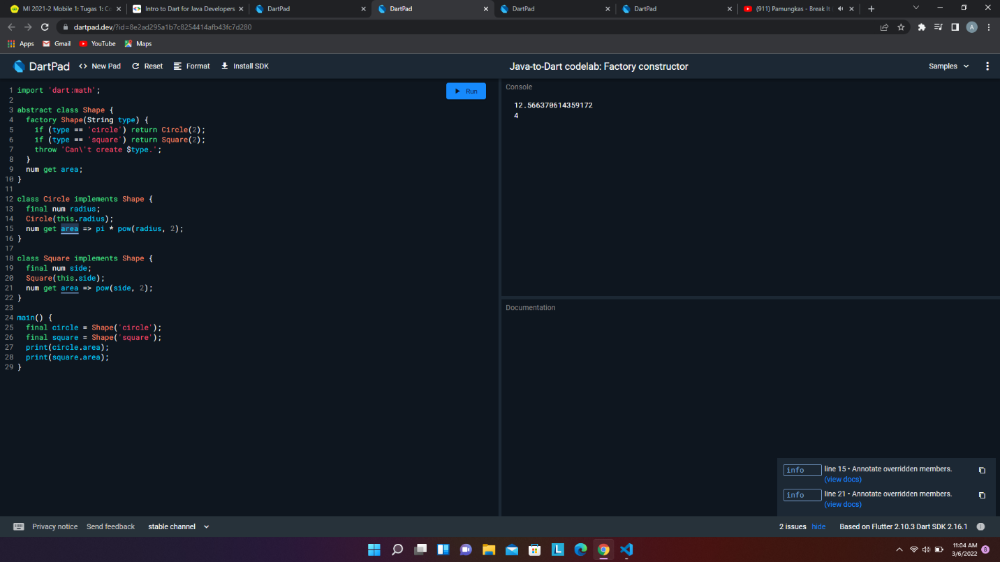 MI 2021-2 Mobile 1: Tugas 1: Co
Intro to Dart for Java Developers
DartPad
DartPad
DartPad
DartPad
(911) Pamungkas - Break It
dartpad.dev/?id=8e2ad295a1b7c8254414afb43fc7d280
A
Apps
Gmail
YouTube
Maps
DartPad
New Pad
Reset
Format
Install SDK
Java-to-Dart codelab: Factory constructor
Samples
Run
1 import 'dart:math';
2
3 abstract class Shape {
4 factory Shape(String type) {
5 if (type == 'circle') return Circle(2);
6 if (type == 'square') return Square(2);
7 throw 'Can\'t create $type.';
8 }
9 num get area;
10 }
11
12 class Circle implements Shape {
13 final num radius;
14 Circle(this.radius);
15 num get area => pi * pow(radius, 2);
16 }
17
18 class Square implements Shape {
19 final num side;
20 Square(this.side);
21 num get area => pow(side, 2);
22 }
23
24 main() {
25 final circle = Shape('circle');
26 final square = Shape('square');
27 print(circle.area);
28 print(square.area);
29 }
Console
12.566370614359172
4
Documentation
info line 15 • Annotate overridden members.
(view docs)
info line 21 • Annotate overridden members.
(view docs)
Privacy notice
Send feedback
stable channel
2 issues hide
Based on Flutter 2.10.3 Dart SDK 2.16.1
L
11:04 AM
3/6/2022
8